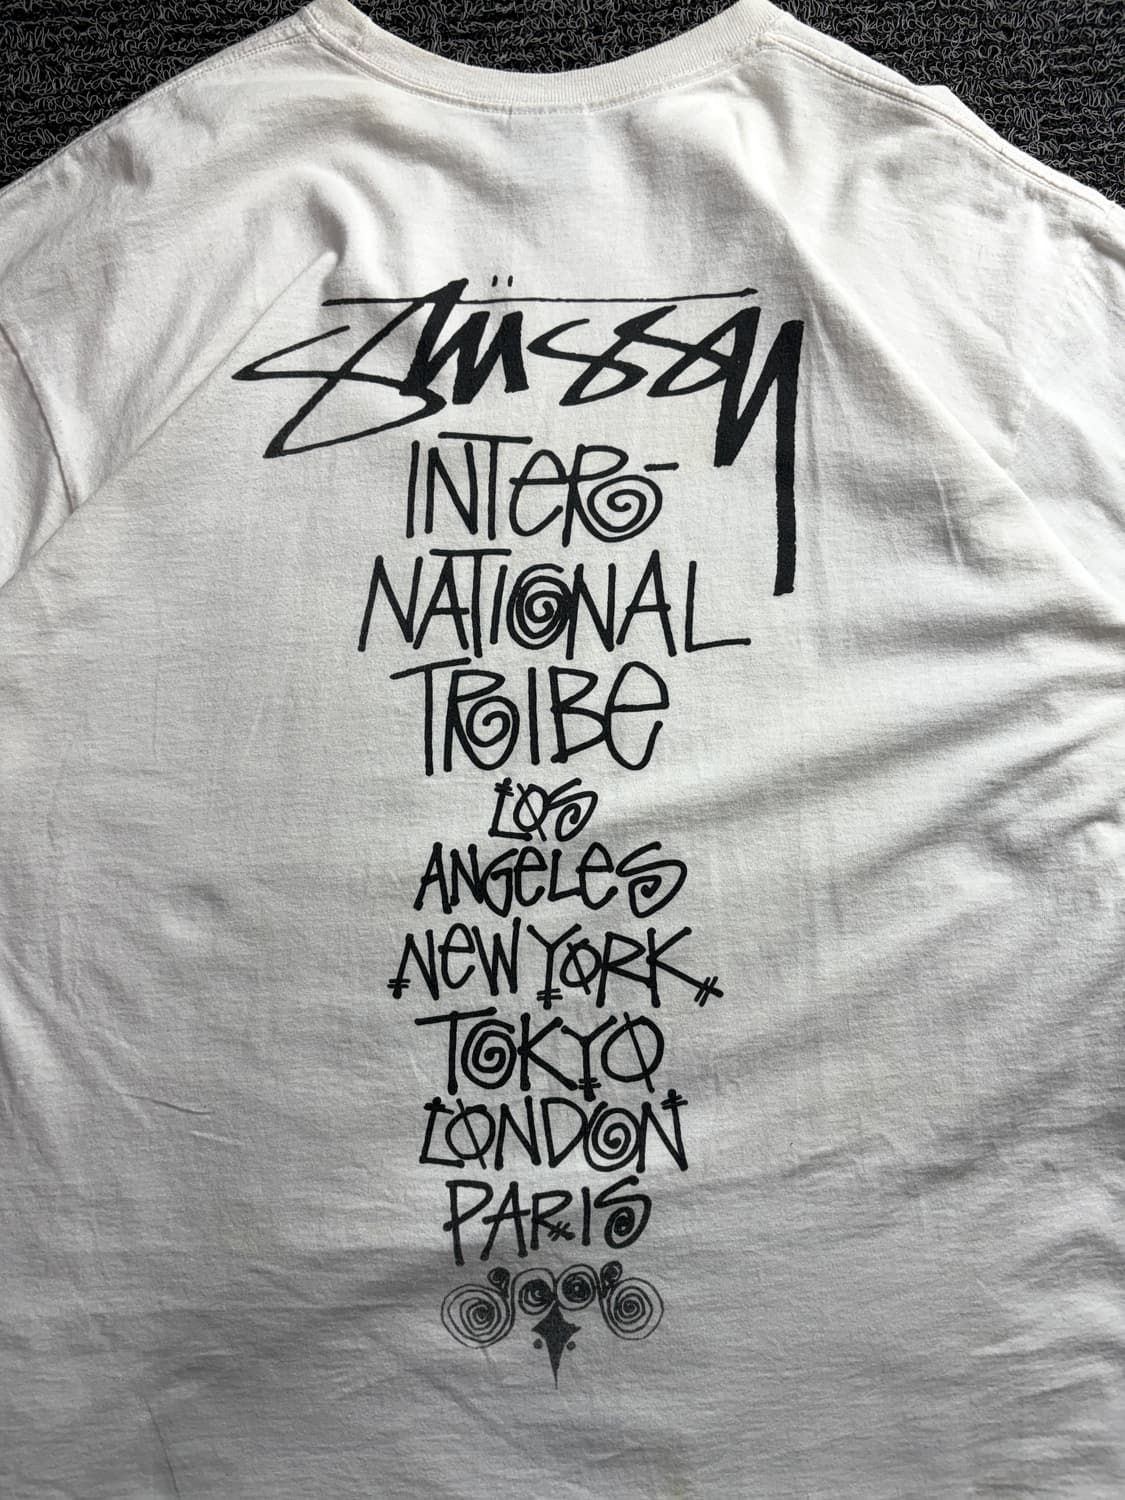 Stüssy
INTER-
NATIONAL
TRIBE
LOS
ANGELES
NEW YORK
TOKYO
LONDON
PARIS